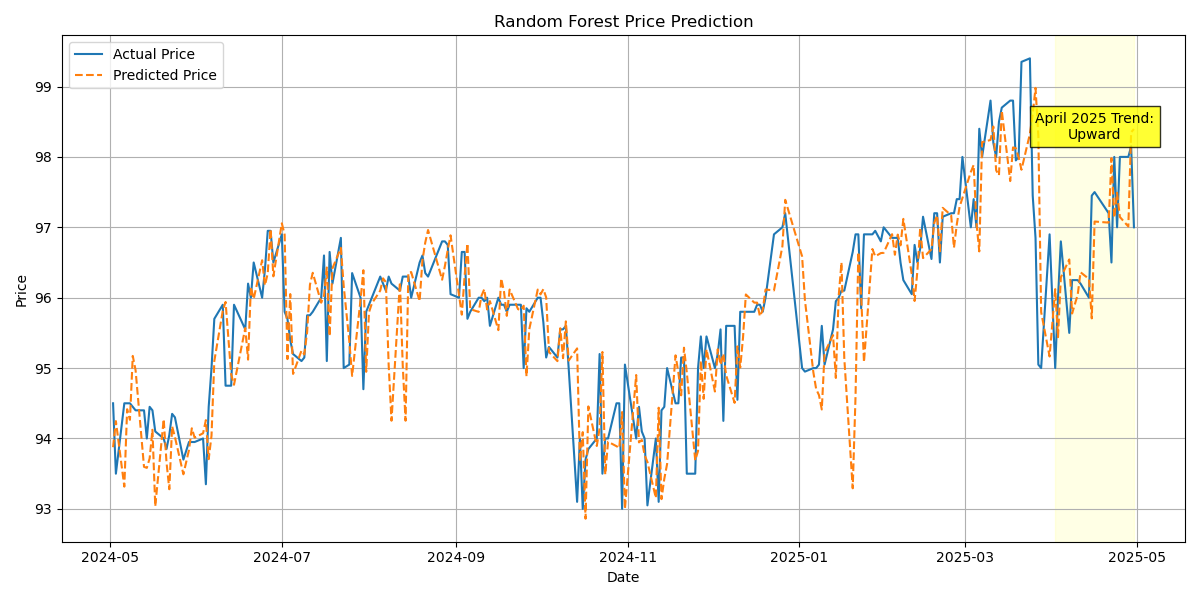 Random Forest Price Prediction
Actual Price
Predicted Price
April 2025 Trend:
Upward
Price
99
98
97
96
95
94
93
2024-05
2024-07
2024-09
2024-11
2025-01
2025-03
2025-05
Date